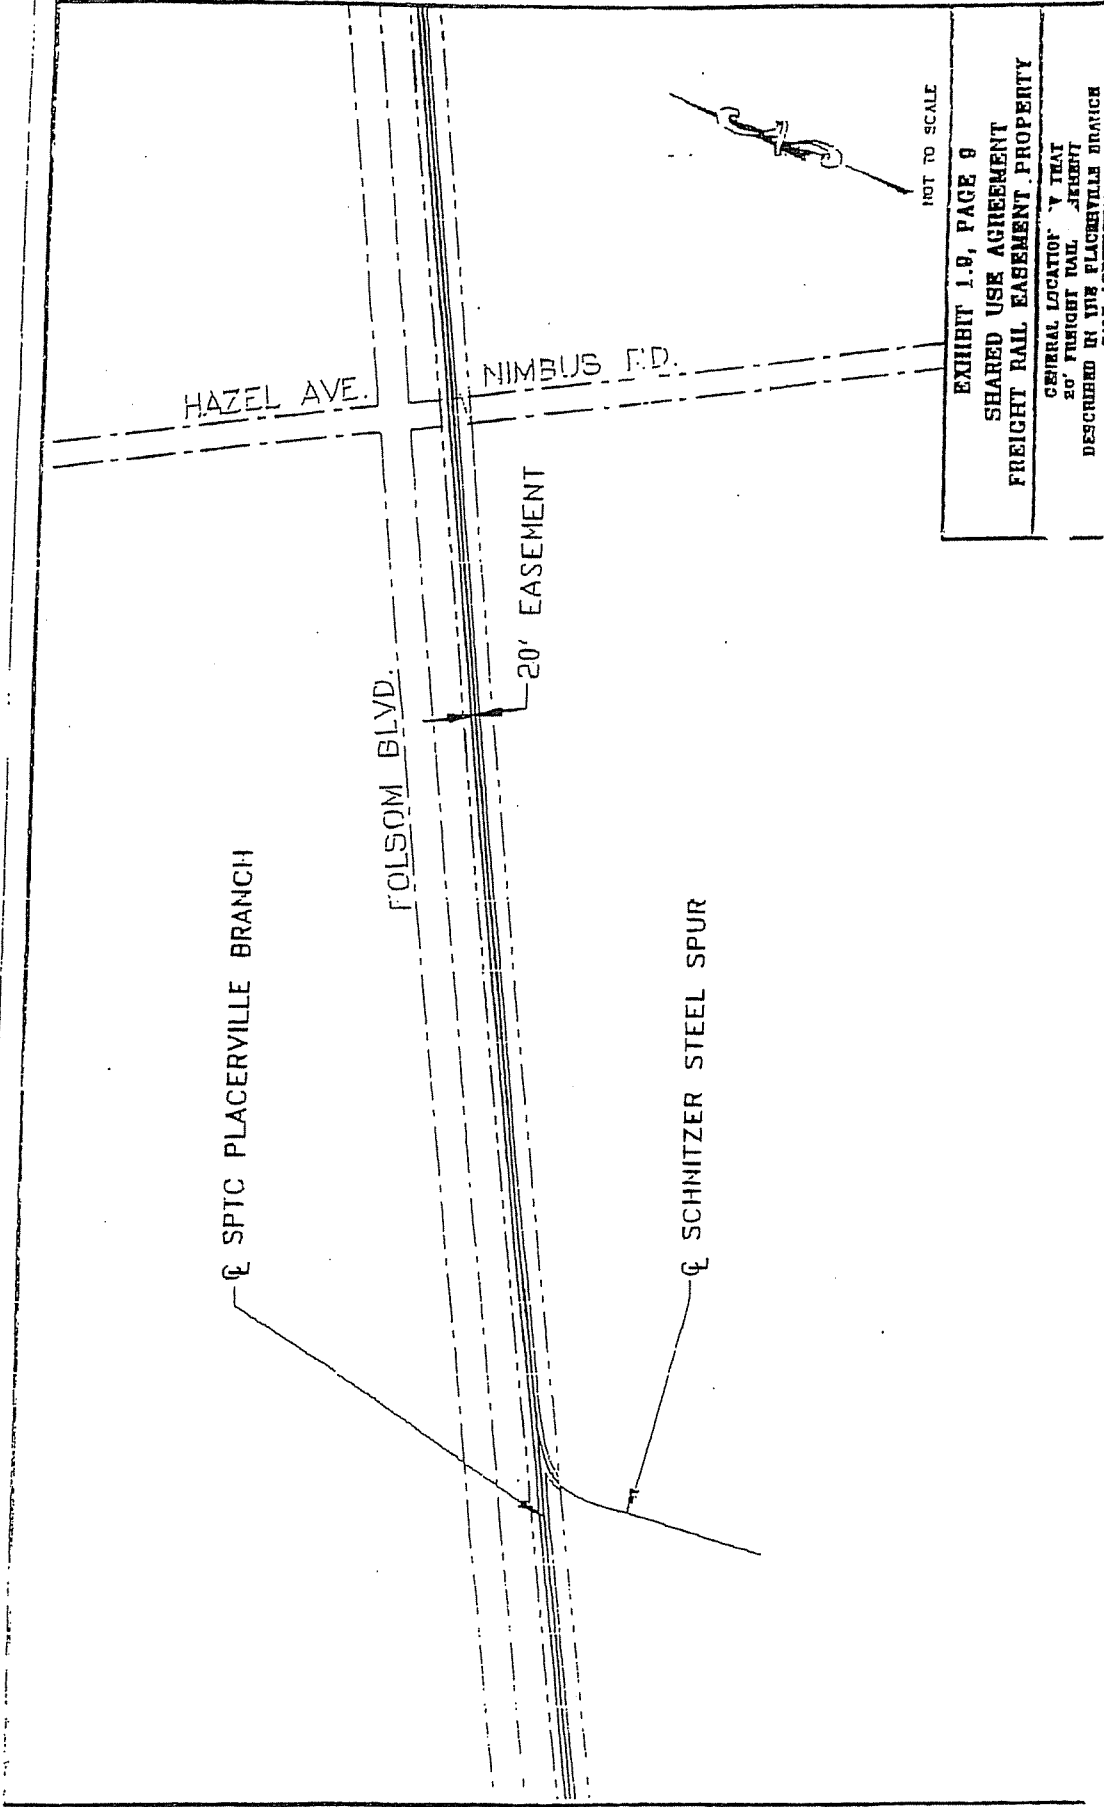 HAZEL AVE.
NIMBUS RD.
FOLSOM BLVD.
20' EASEMENT
℄ SPTC PLACERVILLE BRANCH
℄ SCHNITZER STEEL SPUR
NOT TO SCALE
EXHIBIT 1.9, PAGE 9
SHARED USE AGREEMENT
FREIGHT RAIL EASEMENT PROPERTY
GENERAL LOCATION THAT
20' FREIGHT RAIL
DESCRIBED IN THE PLACERVILLE BRANCH